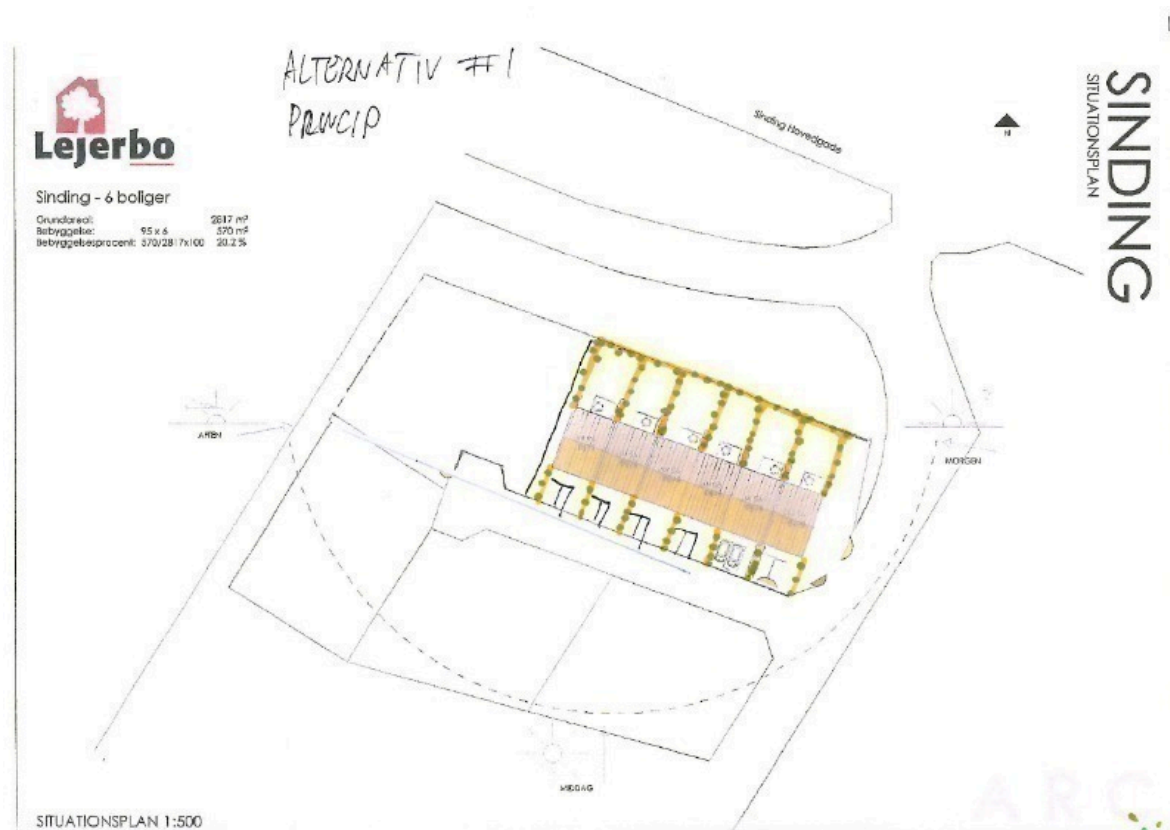 ALTERNATIV #1
PRINCIP
Lejerbo
Sinding - 6 boliger
Grundareal: 2817 m²
Bebyggelse: 95 x 6 570 m²
Bebyggelsesprocent: 570/2817x100 20.2 %
Sinding Hovedgade
N
SINDING
SITUATIONSPLAN
AFTEN
MORGEN
MIDDAG
SITUATIONSPLAN 1:500
ARC